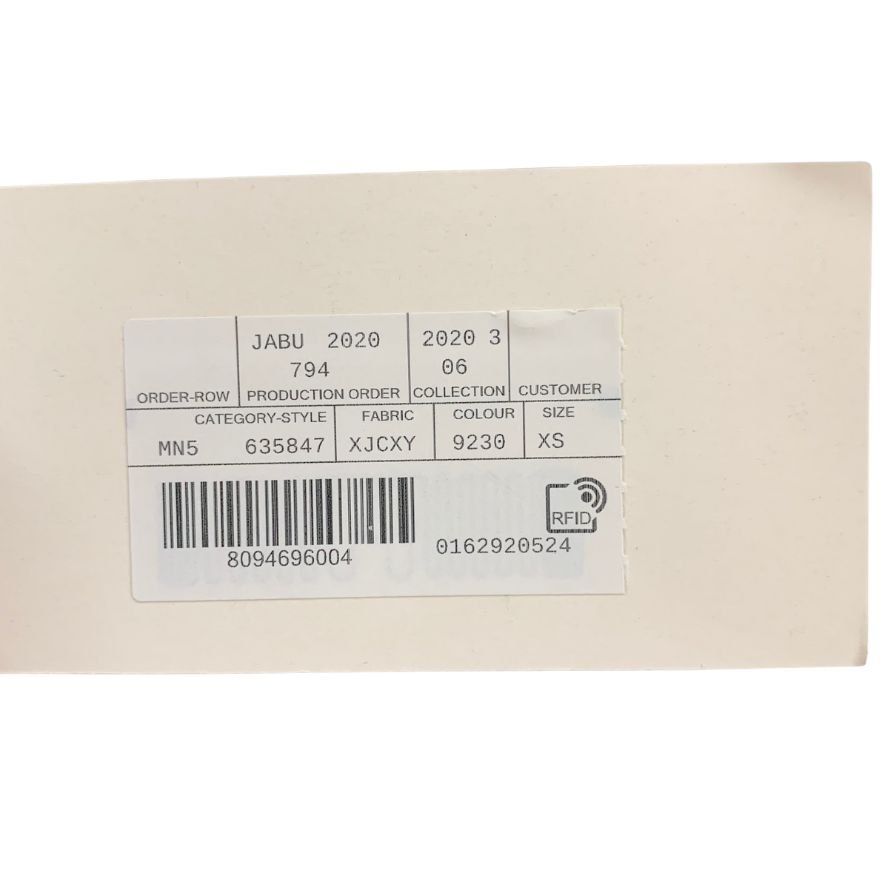 JABU 2020 2020 3
794 06
ORDER-ROW PRODUCTION ORDER COLLECTION CUSTOMER
CATEGORY-STYLE FABRIC COLOUR SIZE
MN5 635847 XJCXY 9230 XS
RFID
8094696004 0162920524